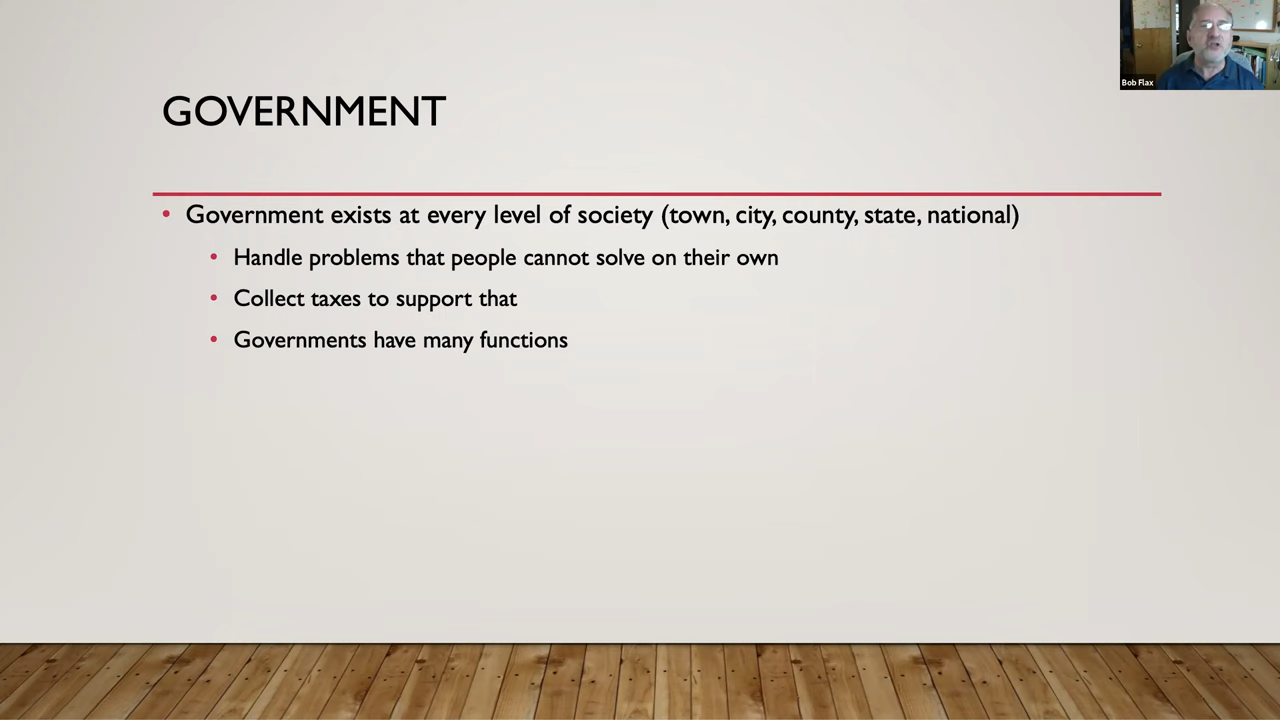 Bob Flax
GOVERNMENT
• Government exists at every level of society (town, city, county, state, national)
• Handle problems that people cannot solve on their own
• Collect taxes to support that
• Governments have many functions